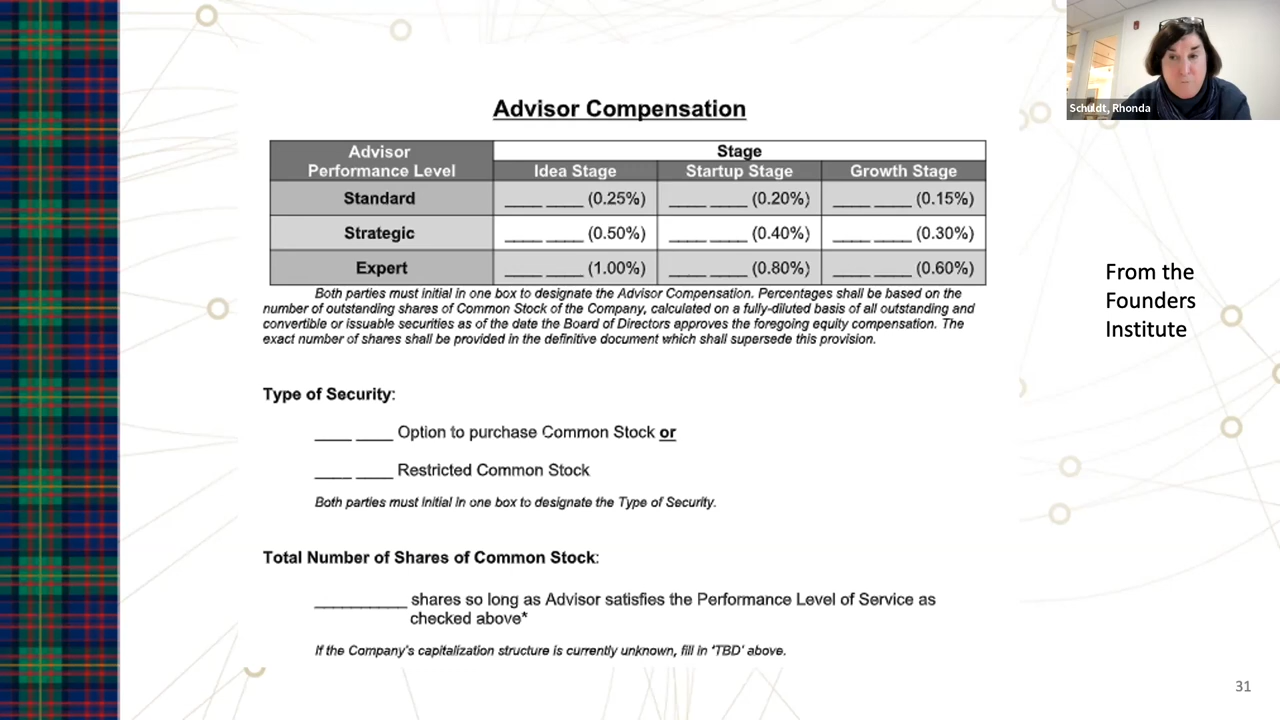 Schuldt, Rhonda
Advisor Compensation
Advisor
Performance Level
Stage
Idea Stage
Startup Stage
Growth Stage
Standard
____ ____ (0.25%)
____ ____ (0.20%)
____ ____ (0.15%)
Strategic
____ ____ (0.50%)
____ ____ (0.40%)
____ ____ (0.30%)
Expert
____ ____ (1.00%)
____ ____ (0.80%)
____ ____ (0.60%)
Both parties must initial in one box to designate the Advisor Compensation. Percentages shall be based on the
number of outstanding shares of Common Stock of the Company, calculated on a fully-diluted basis of all outstanding and
convertible or issuable securities as of the date the Board of Directors approves the foregoing equity compensation. The
exact number of shares shall be provided in the definitive document which shall supersede this provision.
From the
Founders
Institute
Type of Security:
____ ____ Option to purchase Common Stock or
____ ____ Restricted Common Stock
Both parties must initial in one box to designate the Type of Security.
Total Number of Shares of Common Stock:
__________ shares so long as Advisor satisfies the Performance Level of Service as
checked above*
If the Company's capitalization structure is currently unknown, fill in 'TBD' above.
31